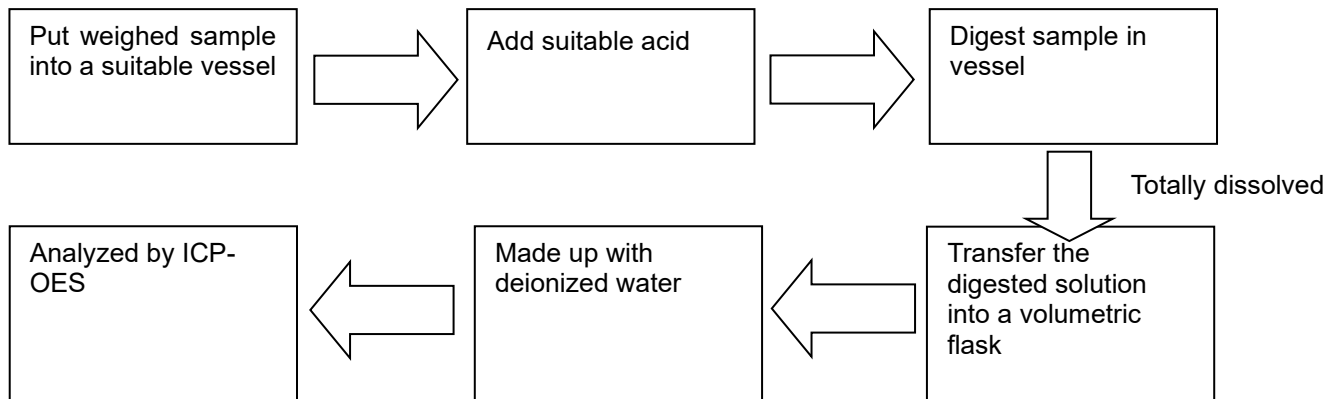 Put weighed sample
into a suitable vessel
Add suitable acid
Digest sample in
vessel
Totally dissolved
Transfer the
digested solution
into a volumetric
flask
Made up with
deionized water
Analyzed by ICP-
OES